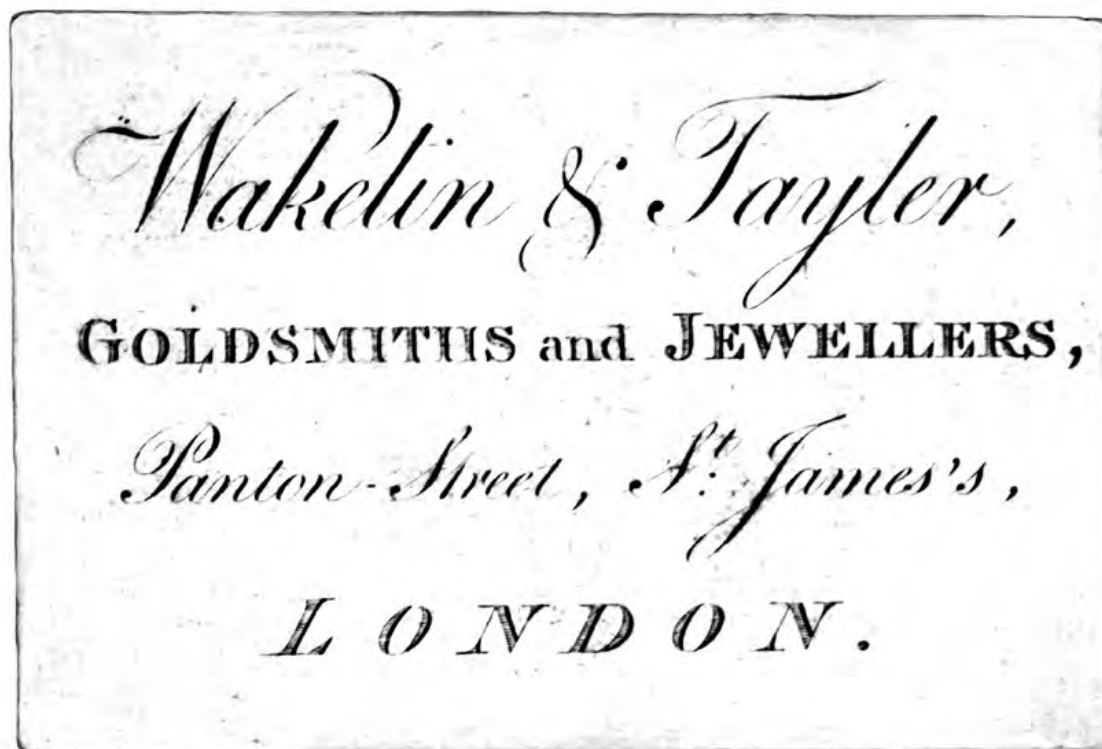 Wakelin & Tayler,
GOLDSMITHS and JEWELLERS,
Panton-Street, St. James's,
LONDON.